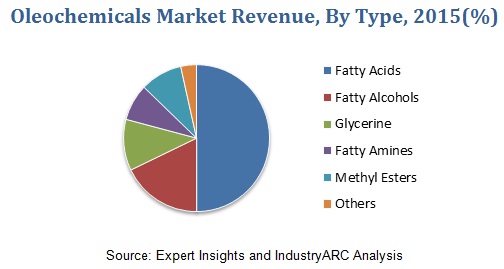 Oleochemicals Market Revenue, By Type, 2015(%)
Fatty Acids
Fatty Alcohols
Glycerine
Fatty Amines
Methyl Esters
Others
Source: Expert Insights and IndustryARC Analysis